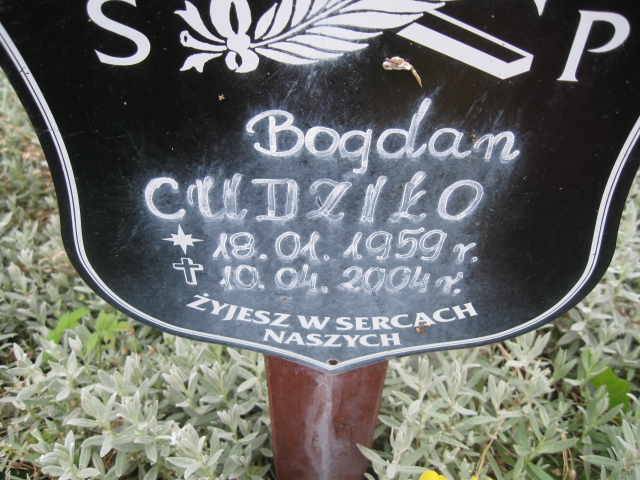 S P
Bogdan
CUDZIŁO
18.01.1959 r.
10.04.2004 r.
ŻYJESZ W SERCACH
NASZYCH